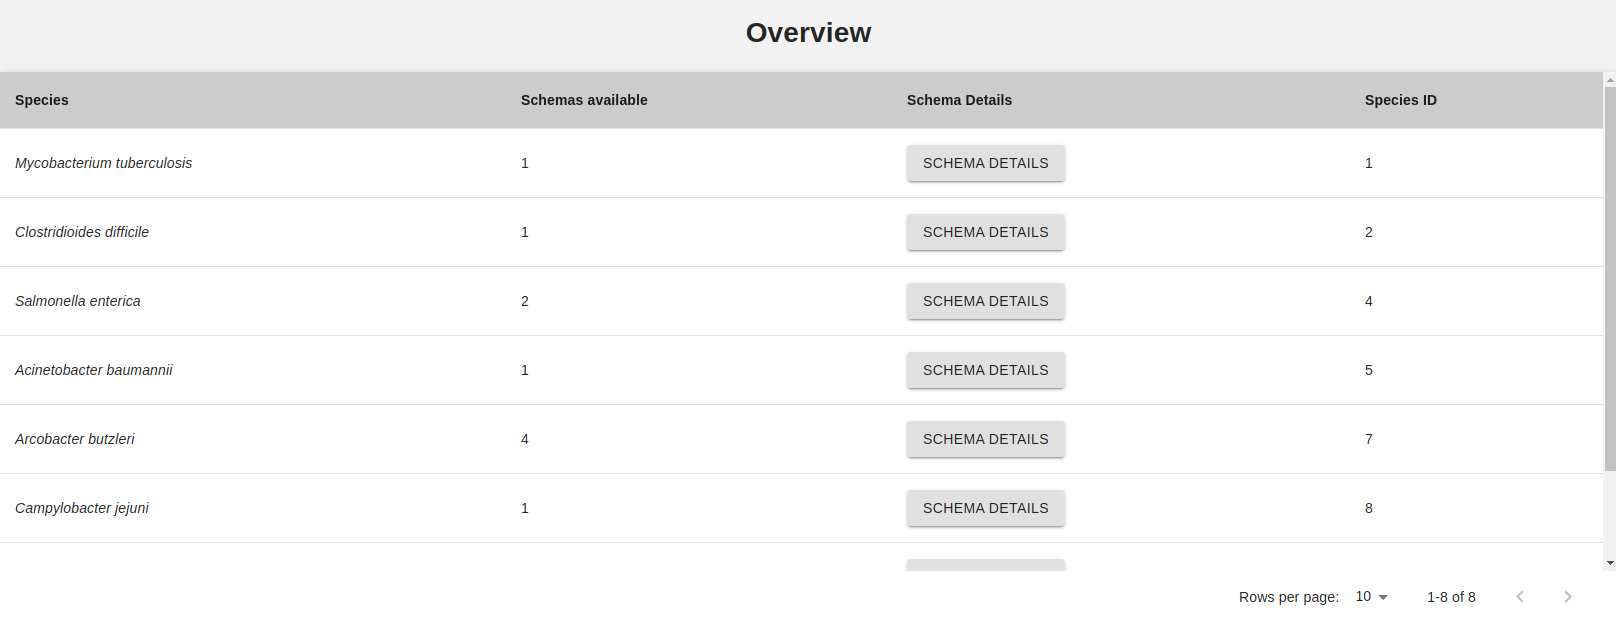 Overview
Species Schemas available Schema Details Species ID
Mycobacterium tuberculosis 1 SCHEMA DETAILS 1
Clostridioides difficile 1 SCHEMA DETAILS 2
Salmonella enterica 2 SCHEMA DETAILS 4
Acinetobacter baumannii 1 SCHEMA DETAILS 5
Arcobacter butzleri 4 SCHEMA DETAILS 7
Campylobacter jejuni 1 SCHEMA DETAILS 8
Rows per page: 10 1-8 of 8